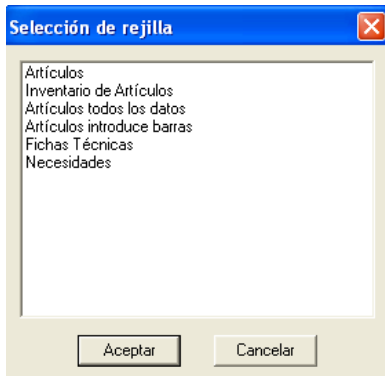 Selección de rejilla
Artículos
Inventario de Artículos
Artículos todos los datos
Artículos introduce barras
Fichas Técnicas
Necesidades
Aceptar
Cancelar